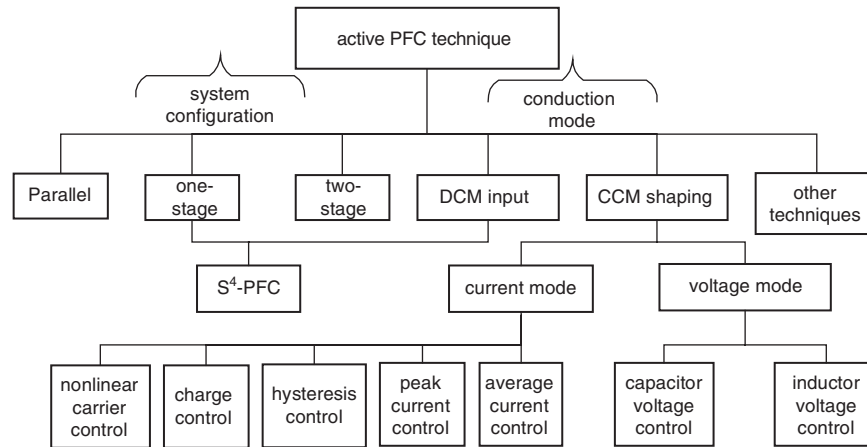 active PFC technique
system
configuration
conduction
mode
Parallel
one-
stage
two-
stage
DCM input
CCM shaping
other
techniques
S⁴-PFC
current mode
voltage mode
nonlinear
carrier
control
charge
control
hysteresis
control
peak
current
control
average
current
control
capacitor
voltage
control
inductor
voltage
control